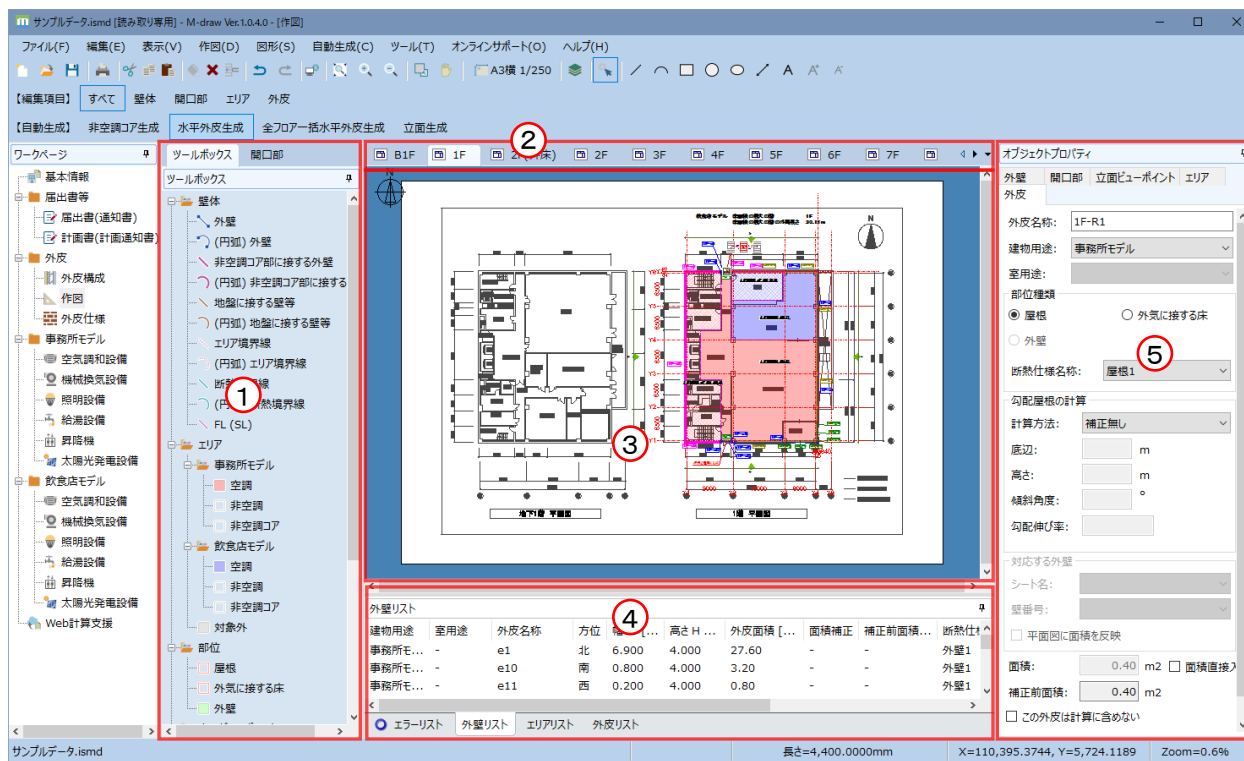 サンプルデータ.ismd [読み取り専用] - M-draw Ver.1.0.4.0 - [作図]
ファイル(F) 編集(E) 表示(V) 作図(D) 図形(S) 自動生成(C) ツール(T) オンラインサポート(O) ヘルプ(H)
A3横 1/250 A A A
【編集項目】 すべて 壁体 開口部 エリア 外皮
【自動生成】 非空調コア生成 水平外皮生成 全フロアー括水平外皮生成 立面生成
ワークページ
基本情報
届出書等
届出書(通知書)
計画書(計画通知書)
外皮
外皮構成
作図
外皮仕様
事務所モデル
空気調和設備
機械換気設備
照明設備
給湯設備
昇降機
太陽光発電設備
飲食店モデル
空気調和設備
機械換気設備
照明設備
給湯設備
昇降機
太陽光発電設備
Web計算支援
ツールボックス 開口部
ツールボックス
壁体
外壁
(円弧) 外壁
非空調コア部に接する外壁
(円弧) 非空調コア部に接する
地盤に接する壁等
(円弧) 地盤に接する壁等
エリア境界線
(円弧) エリア境界線
断熱
線
(円
熱境界線
FL (SL)
①
エリア
事務所モデル
空調
非空調
非空調コア
飲食店モデル
空調
非空調
非空調コア
対象外
部位
屋根
外気に接する床
外壁
②
B1F 1F 2F 2F 3F 4F 5F 6F 7F
N
地下1階 平面図
1階 平面図
③
外壁リスト
④
建物用途 室用途 外皮名称 方位 [... 高さ H ... 外皮面積 [... 面積補正 補正前面積... 断熱仕
事務所モ... - e1 北 6.900 4.000 27.60 - - 外壁1
事務所モ... - e10 南 0.800 4.000 3.20 - - 外壁1
事務所モ... - e11 西 0.200 4.000 0.80 - - 外壁1
エラーリスト 外壁リスト エリアリスト 外皮リスト
オブジェクトプロパティ
外壁 開口部 立面ビューポイント エリア
外皮
外皮名称: 1F-R1
建物用途: 事務所モデル
室用途:
部位種類
屋根 外気に接する床
外壁
⑤
断熱仕様名称: 屋根1
勾配屋根の計算
計算方法: 補正無し
底辺: m
高さ: m
傾斜角度: °
勾配伸び率:
対応する外壁
シート名:
壁番号:
平面図に面積を反映
面積: 0.40 m2 面積直接入
補正前面積: 0.40 m2
この外皮は計算に含めない
サンプルデータ.ismd 長さ=4,400.0000mm X=110,395.3744, Y=5,724.1189 Zoom=0.6%